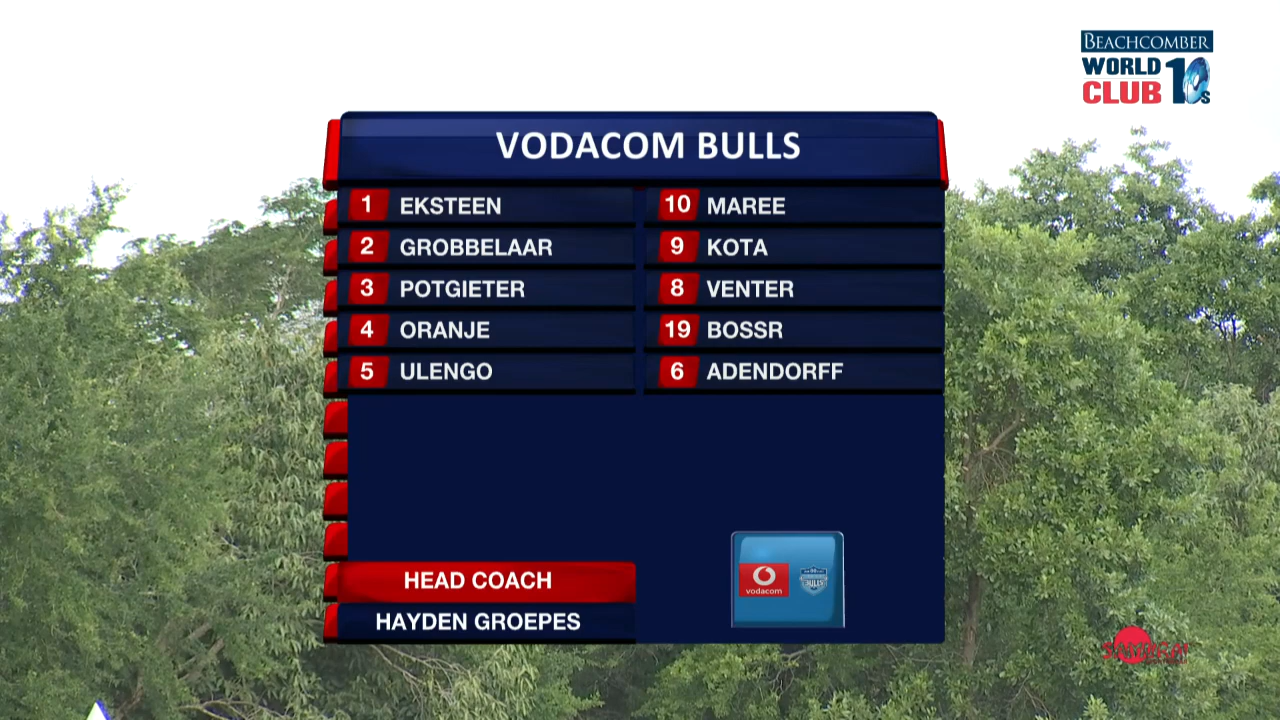 BEACHCOMBER
WORLD
CLUB 10s
VODACOM BULLS
1 EKSTEEN
2 GROBBELAAR
3 POTGIETER
4 ORANJE
5 ULENGO
10 MAREE
9 KOTA
8 VENTER
19 BOSSR
6 ADENDORFF
HEAD COACH
HAYDEN GROEPES
vodacom
BULLS
SAMURAI